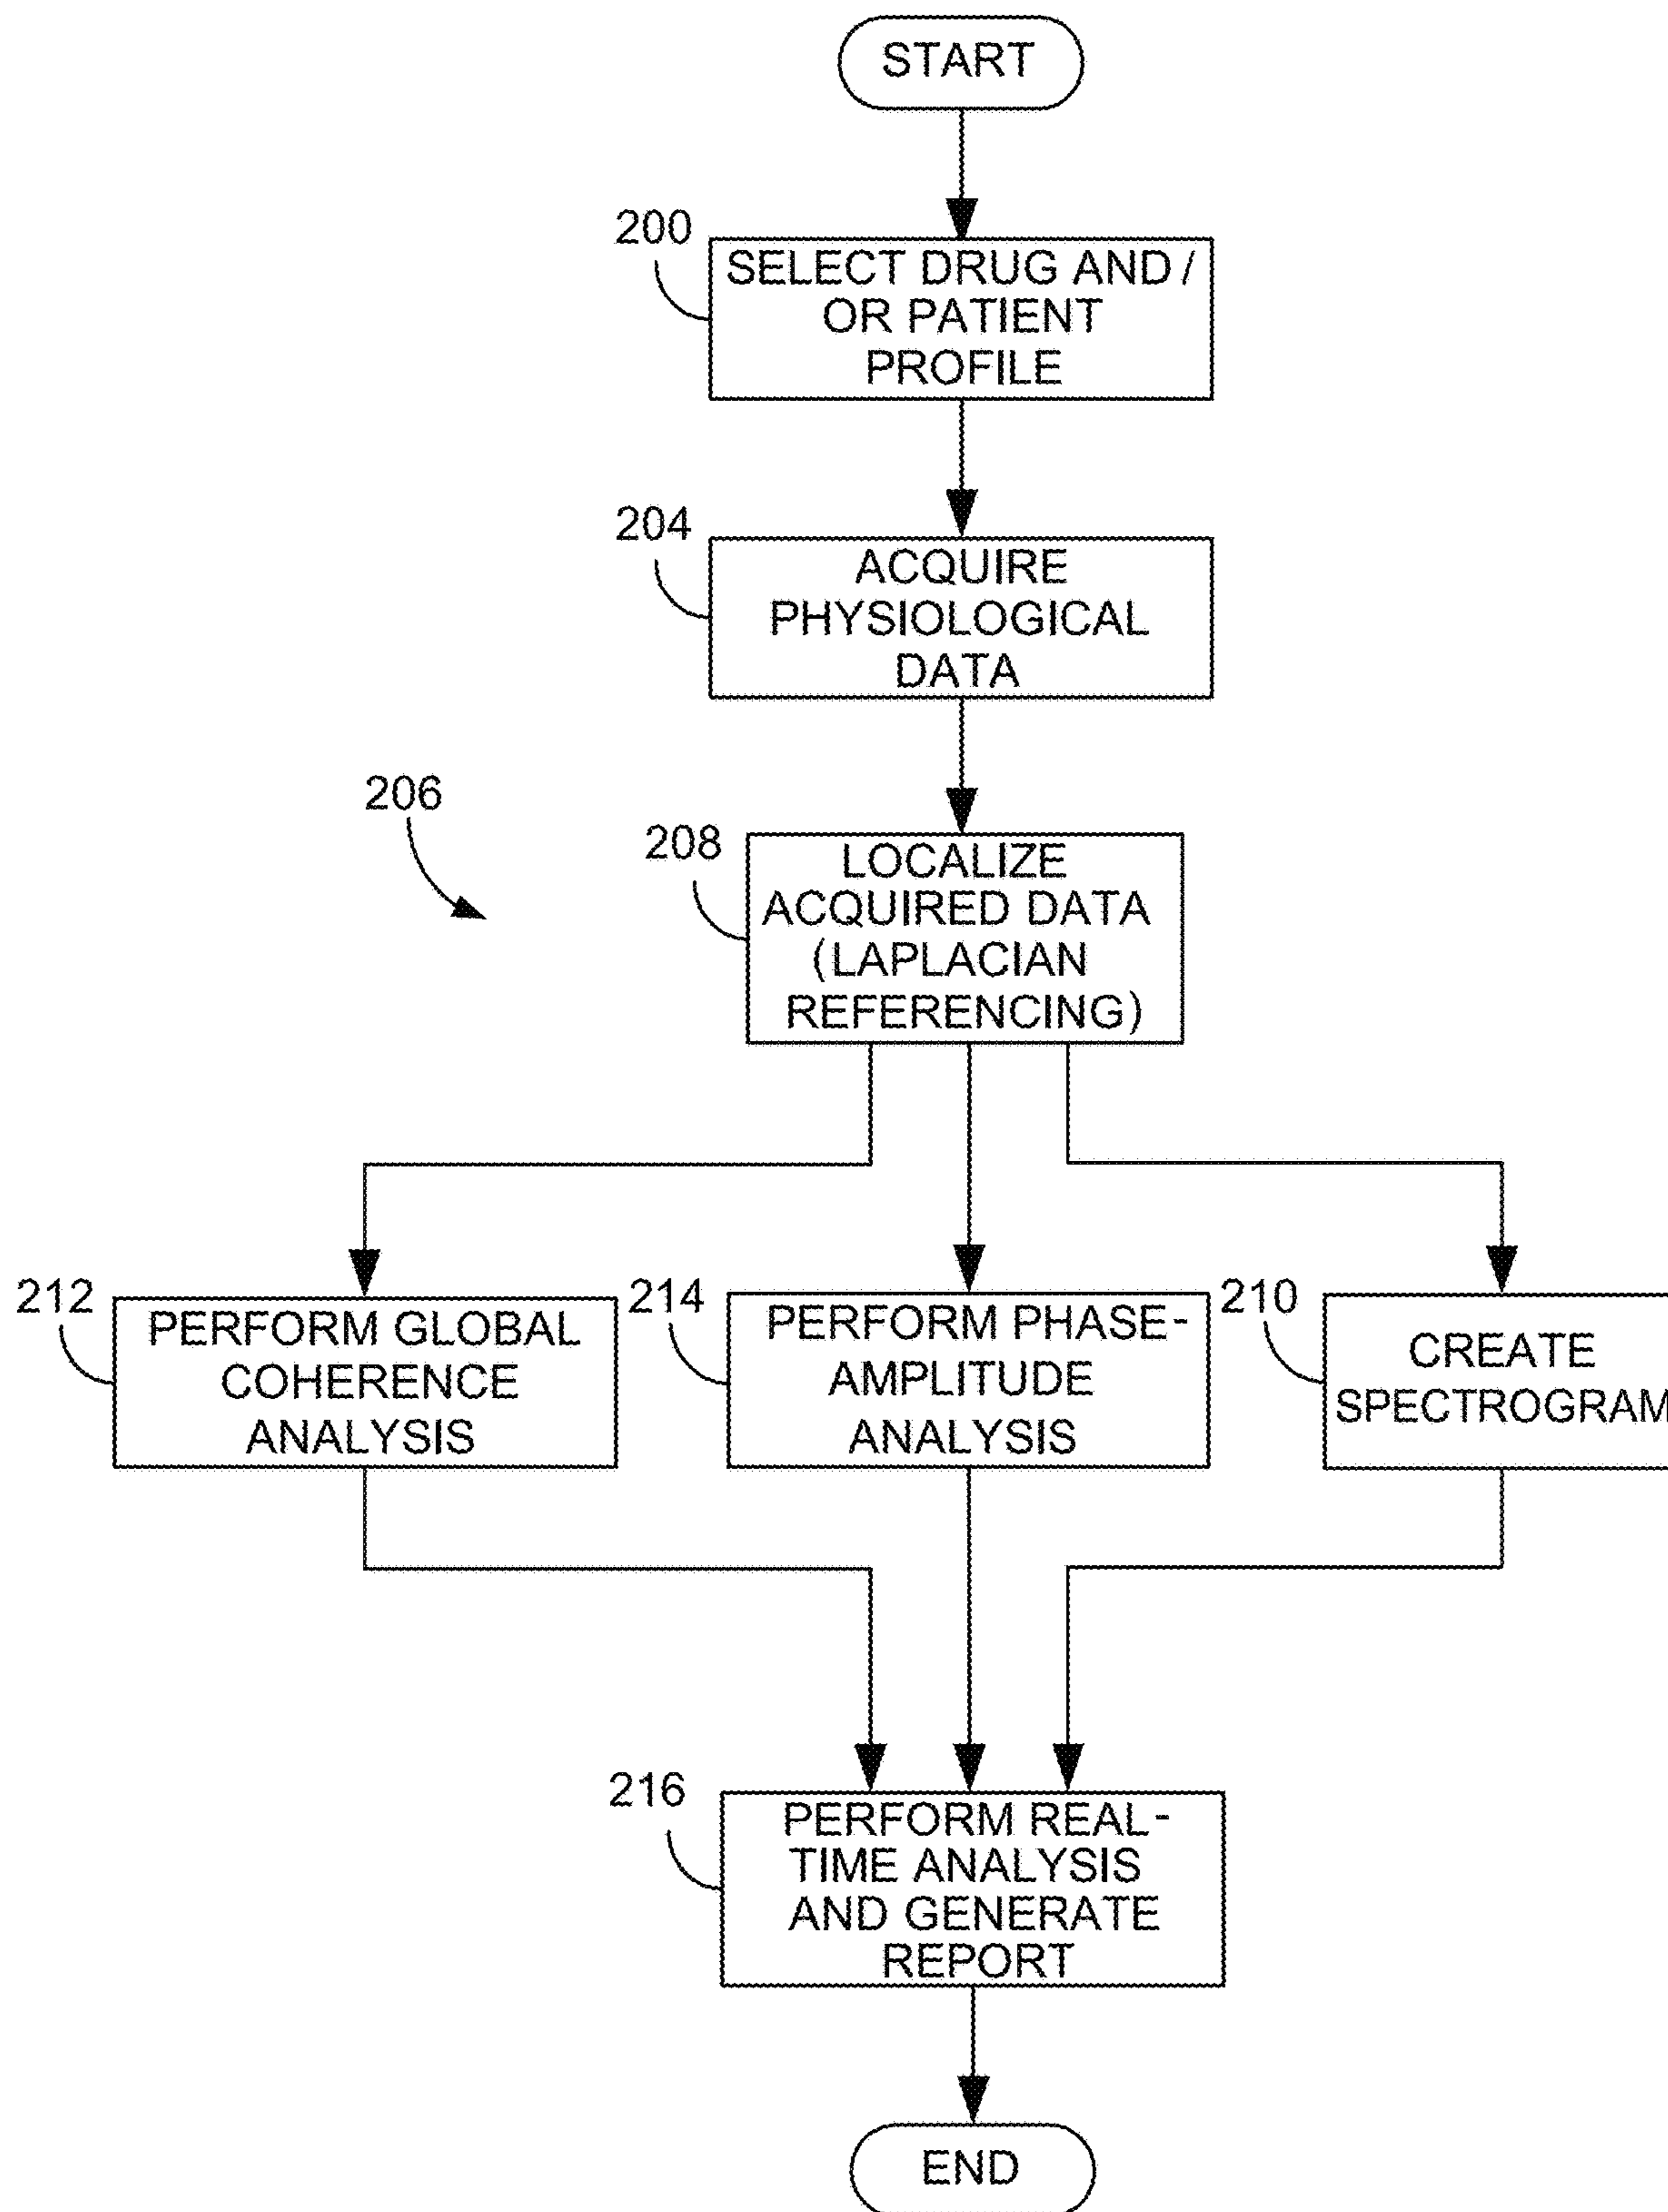 START
200
SELECT DRUG AND /
OR PATIENT
PROFILE
204
ACQUIRE
PHYSIOLOGICAL
DATA
206
208
LOCALIZE
ACQUIRED DATA
(LAPLACIAN
REFERENCING)
212
PERFORM GLOBAL
COHERENCE
ANALYSIS
214
PERFORM PHASE-
AMPLITUDE
ANALYSIS
210
CREATE
SPECTROGRAM
216
PERFORM REAL-
TIME ANALYSIS
AND GENERATE
REPORT
END